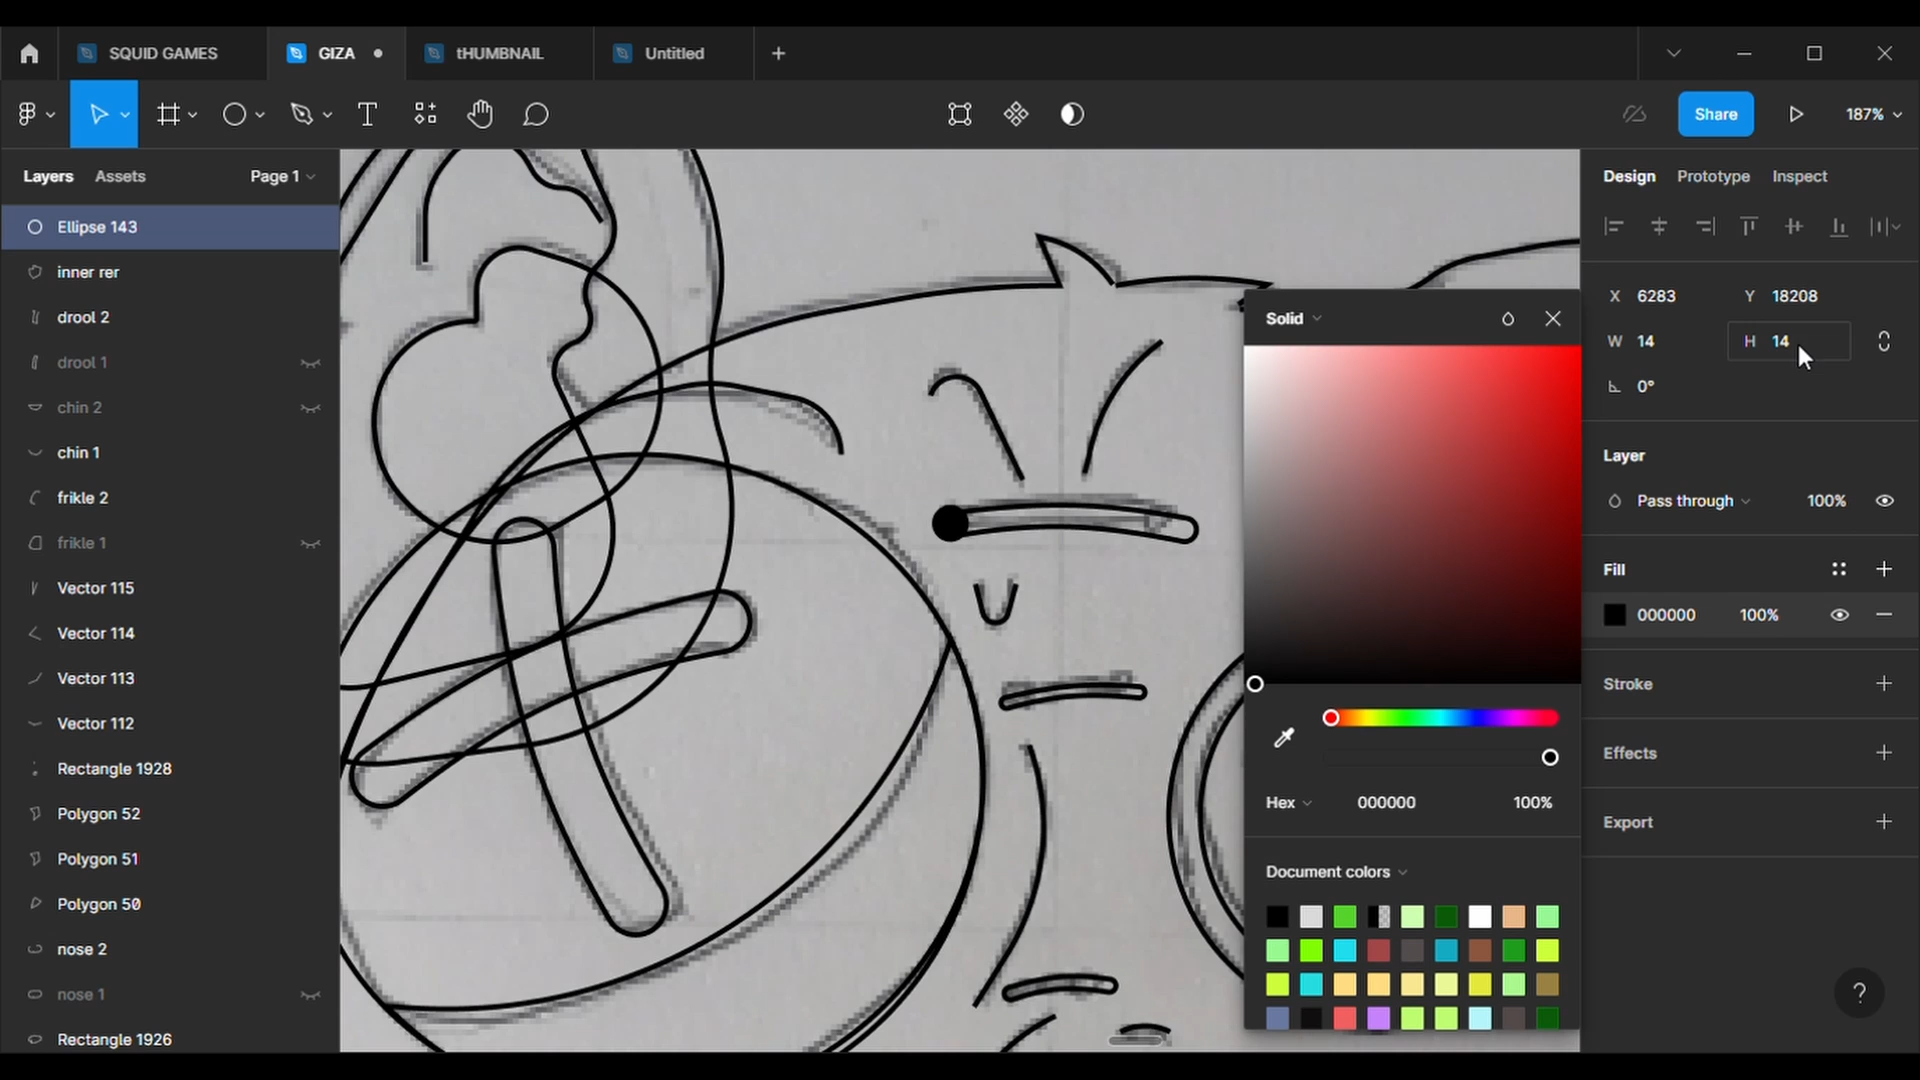 SQUID GAMES
GIZA
tHUMBNAIL
Untitled
Share
187%
Layers
Assets
Page 1
Design
Prototype
Inspect
Ellipse 143
inner rer
drool 2
drool 1
chin 2
chin 1
frikle 2
frikle 1
Vector 115
Vector 114
Vector 113
Vector 112
Rectangle 1928
Polygon 52
Polygon 51
Polygon 50
nose 2
nose 1
Rectangle 1926
Solid
Hex
000000
100%
Document colors
X 6283
Y 18208
W 14
H 14
0°
Layer
Pass through
100%
Fill
000000
100%
Stroke
Effects
Export
?